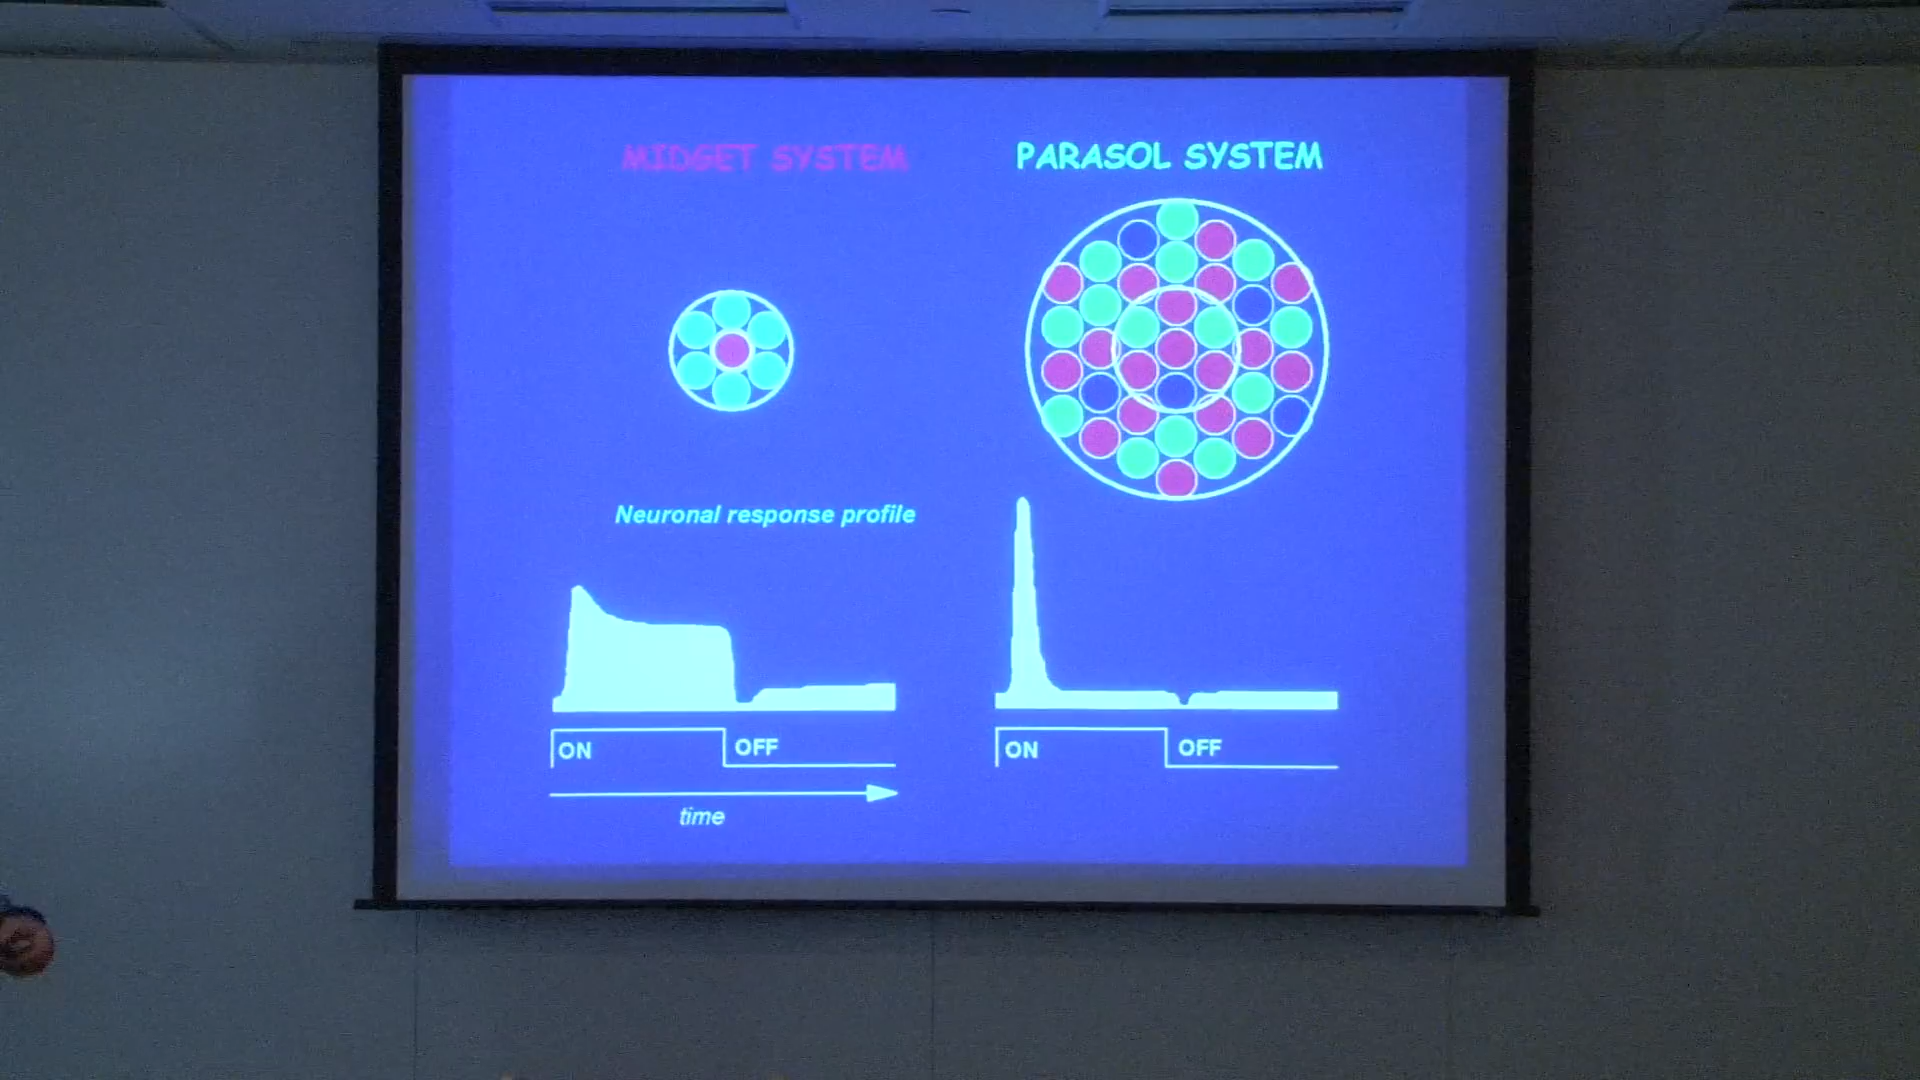 MIDGET SYSTEM
PARASOL SYSTEM
Neuronal response profile
ON
OFF
ON
OFF
time